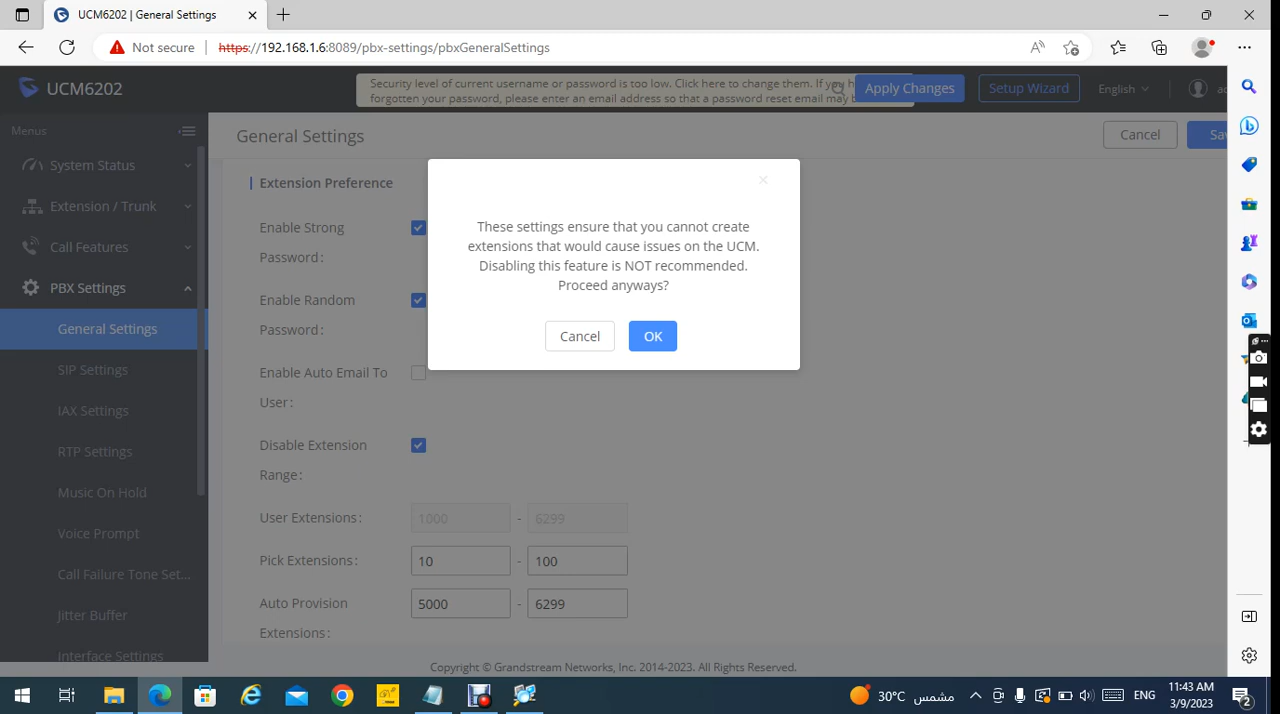 UCM6202 | General Settings
Not secure
https://192.168.1.6:8089/pbx-settings/pbxGeneralSettings
UCM6202
Security level of current username or password is too low. Click here to change them. If you h
forgotten your password, please enter an email address so that a password reset email may b
Apply Changes
Setup Wizard
English
ad
Menus
General Settings
Cancel
Sav
System Status
Extension / Trunk
Call Features
PBX Settings
General Settings
SIP Settings
IAX Settings
RTP Settings
Music On Hold
Voice Prompt
Call Failure Tone Set...
Jitter Buffer
Interface Settings
Extension Preference
Enable Strong
Password:
Enable Random
Password:
Enable Auto Email To
User:
Disable Extension
Range:
User Extensions:
1000 - 6299
Pick Extensions:
10 - 100
Auto Provision
Extensions:
5000 - 6299
These settings ensure that you cannot create
extensions that would cause issues on the UCM.
Disabling this feature is NOT recommended.
Proceed anyways?
Cancel
OK
Copyright © Grandstream Networks, Inc. 2014-2023. All Rights Reserved.
30°C مشمس
ENG
11:43 AM
3/9/2023
2